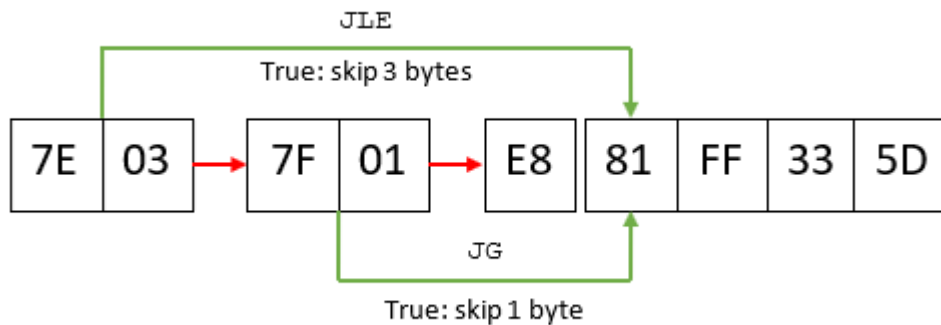 JLE
True: skip 3 bytes
7E 03 7F 01 E8 81 FF 33 5D
JG
True: skip 1 byte